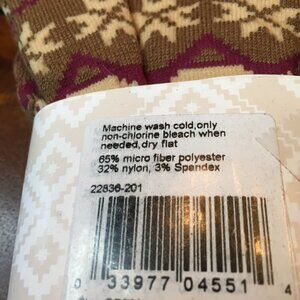 Machine wash cold,only
non-chlorine bleach when
needed,dry flat
65% micro fiber polyester
32% nylon, 3% Spandex
22836-201
0 33977 04551 4